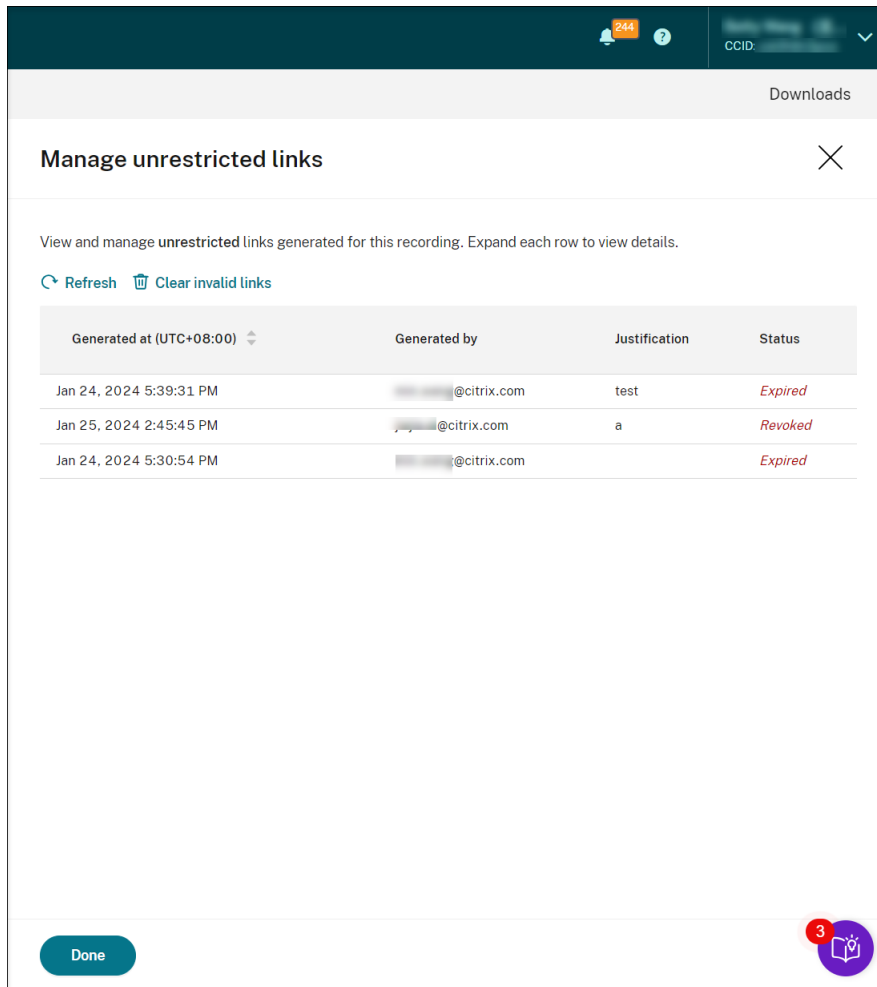 244
?
CCID:
Downloads
Manage unrestricted links
View and manage unrestricted links generated for this recording. Expand each row to view details.
Refresh Clear invalid links
Generated at (UTC+08:00) Generated by Justification Status
Jan 24, 2024 5:39:31 PM @citrix.com test Expired
Jan 25, 2024 2:45:45 PM @citrix.com a Revoked
Jan 24, 2024 5:30:54 PM @citrix.com Expired
3
Done